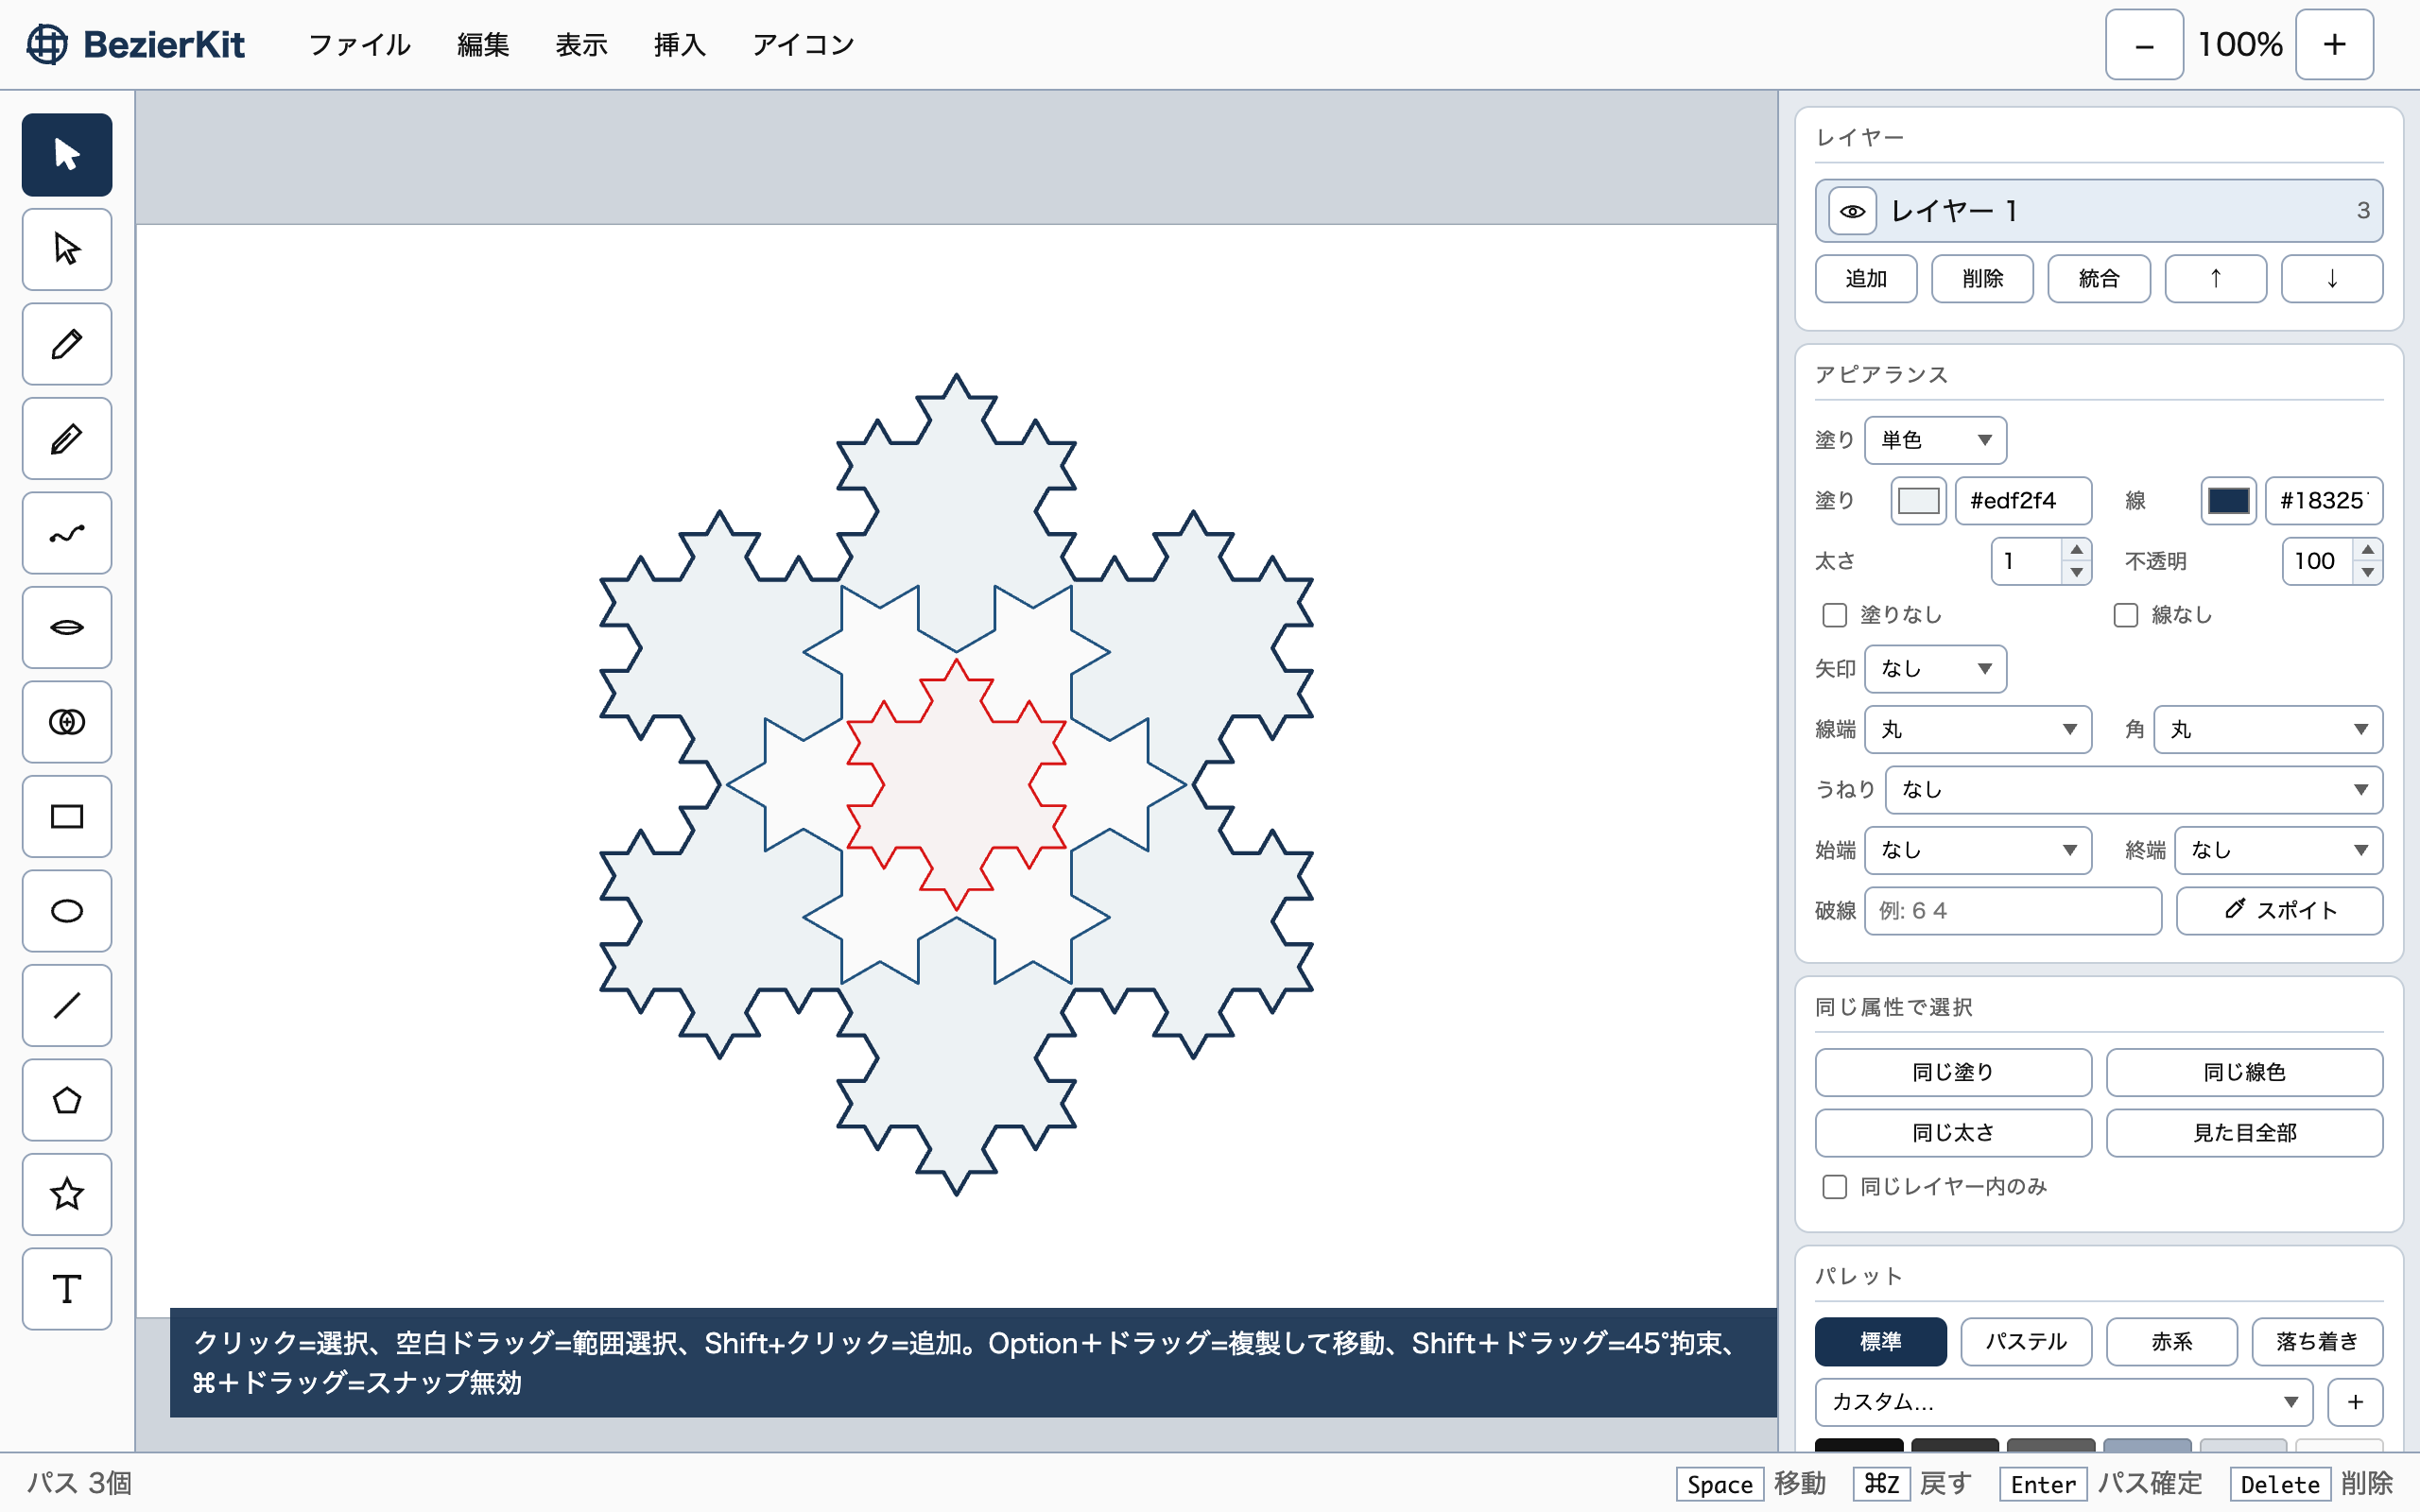 BezierKit ファイル 編集 表示 挿入 アイコン − 100% +
レイヤー
レイヤー 1 3
追加 削除 統合 ↑ ↓
アピアランス
塗り 単色
塗り #edf2f4 線 #18325
太さ 1 不透明 100
塗りなし 線なし
矢印 なし
線端 丸 角 丸
うねり なし
始端 なし 終端 なし
破線 例: 6 4 スポイト
同じ属性で選択
同じ塗り 同じ線色
同じ太さ 見た目全部
同じレイヤー内のみ
パレット
標準 パステル 赤系 落ち着き
カスタム... +
T
クリック=選択、空白ドラッグ=範囲選択、Shift+クリック=追加。Option＋ドラッグ=複製して移動、Shift＋ドラッグ=45°拘束、
⌘＋ドラッグ=スナップ無効
パス 3個 Space 移動 ⌘Z 戻す Enter パス確定 Delete 削除